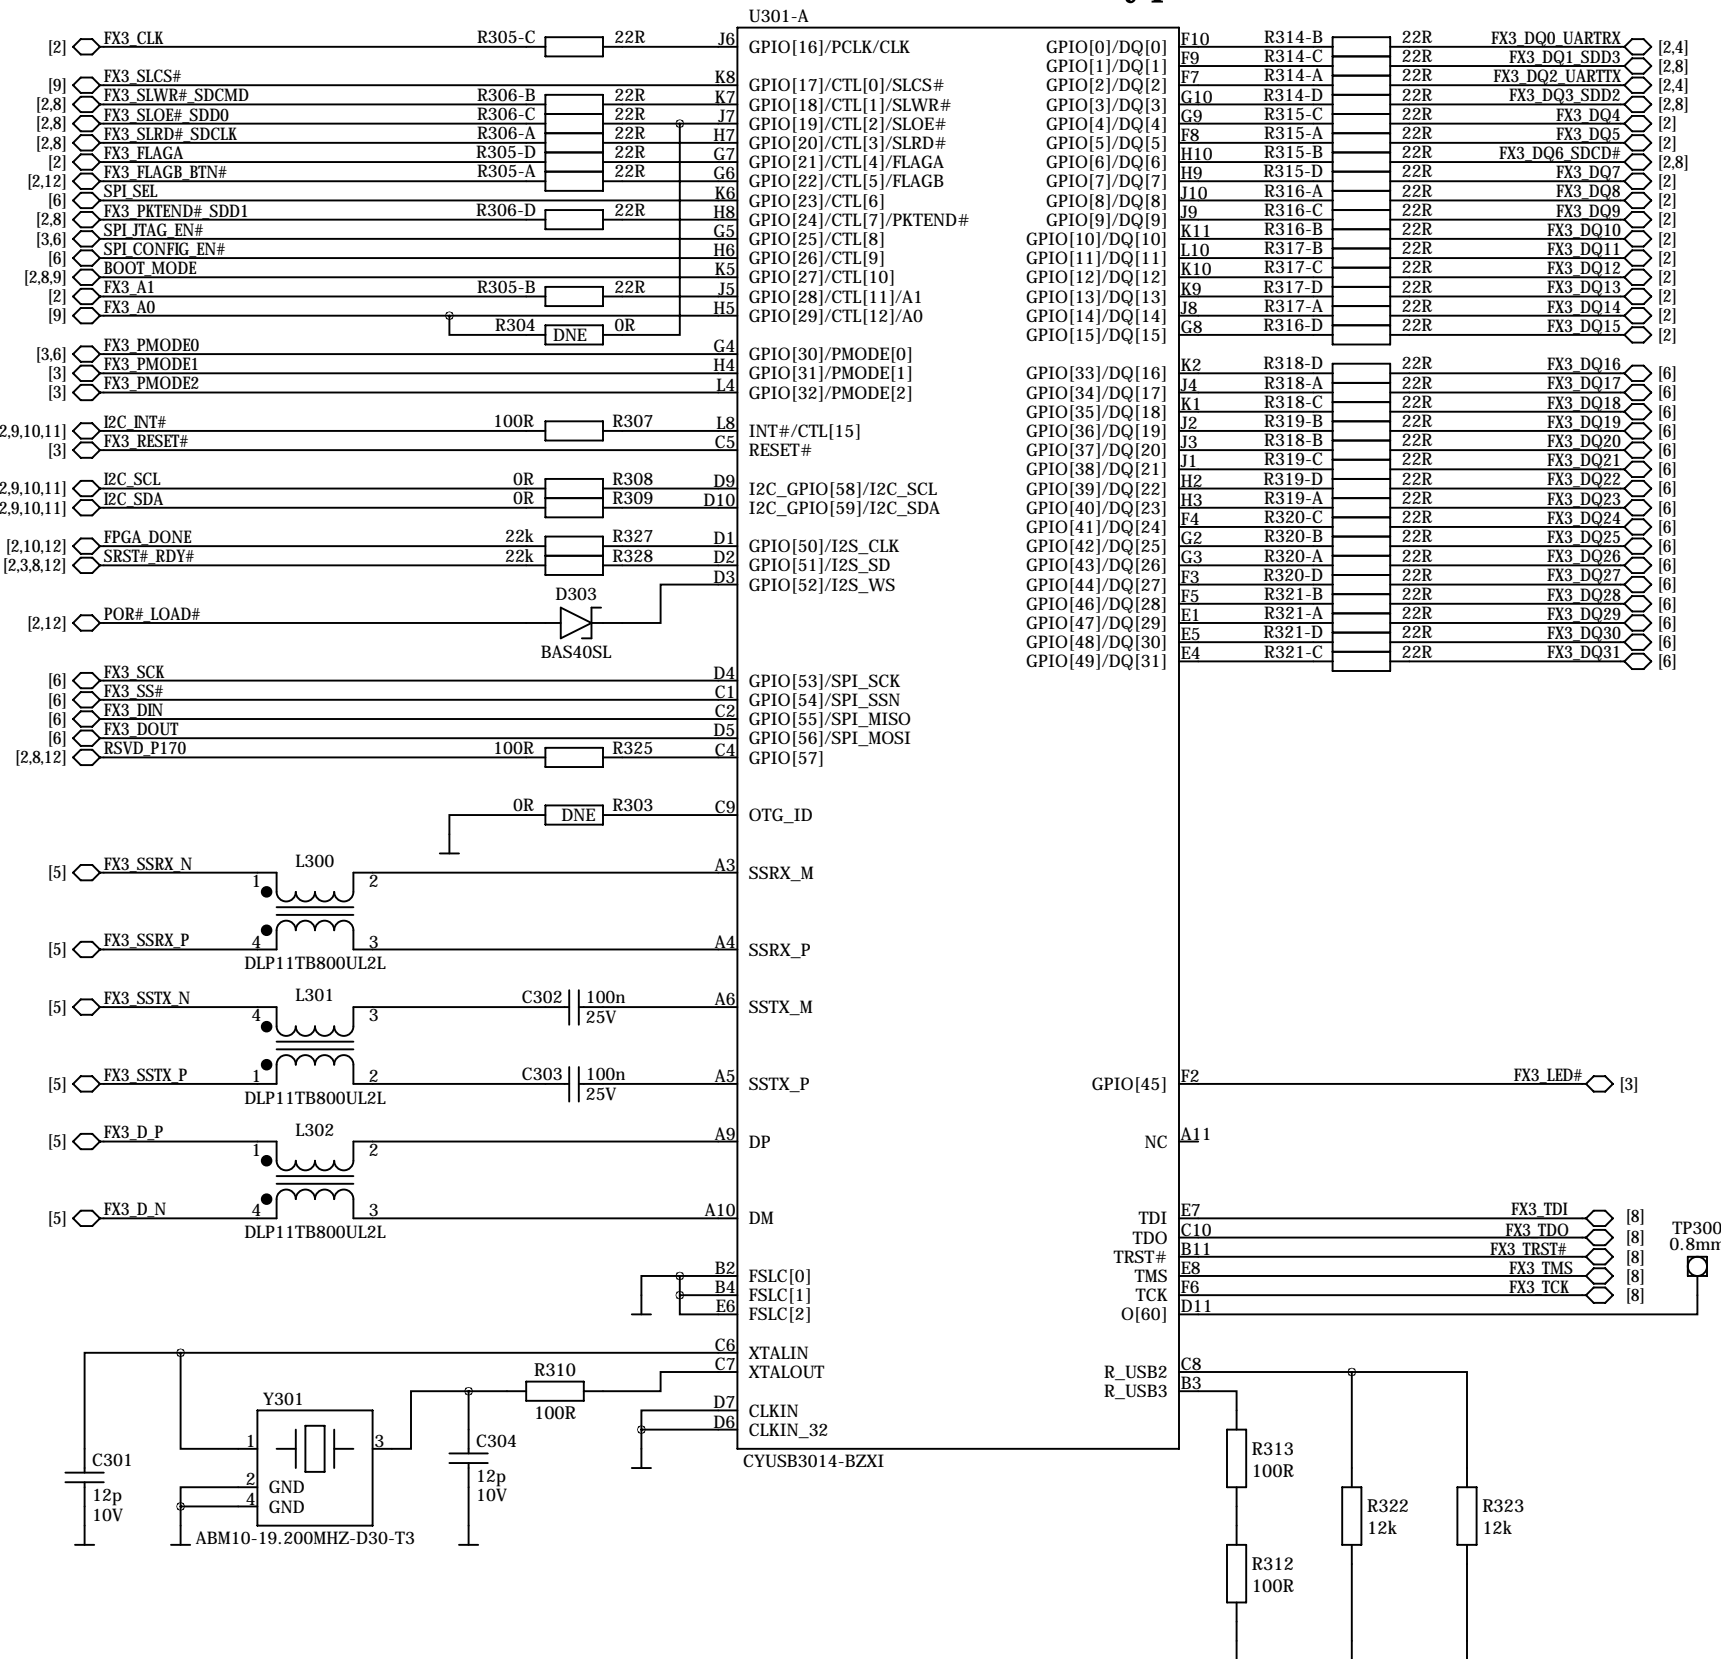 U301-A
[2] FX3_CLK R305-C 22R J6 GPIO[16]/PCLK/CLK
[9] FX3_SLCS# K8 GPIO[17]/CTL[0]/SLCS#
[2,8] FX3_SLWR#_SDCMD R306-B 22R K7 GPIO[18]/CTL[1]/SLWR#
[2,8] FX3_SLOE#_SDD0 R306-C 22R J7 GPIO[19]/CTL[2]/SLOE#
[2,8] FX3_SLRD#_SDCLK R306-A 22R H7 GPIO[20]/CTL[3]/SLRD#
[2] FX3_FLAGA R305-D 22R G7 GPIO[21]/CTL[4]/FLAGA
[2,12] FX3_FLAGB_BTN# R305-A 22R G6 GPIO[22]/CTL[5]/FLAGB
[6] SPI_SEL K6 GPIO[23]/CTL[6]
[2,8] FX3_PKTEND#_SDD1 R306-D 22R H8 GPIO[24]/CTL[7]/PKTEND#
[3,6] SPI_JTAG_EN# G5 GPIO[25]/CTL[8]
[6] SPI_CONFIG_EN# H6 GPIO[26]/CTL[9]
[2,8,9] BOOT_MODE K5 GPIO[27]/CTL[10]
[2] FX3_A1 R305-B 22R J5 GPIO[28]/CTL[11]/A1
[9] FX3_A0 H5 GPIO[29]/CTL[12]/A0
R304 DNE 0R
[3,6] FX3_PMODE0 G4 GPIO[30]/PMODE[0]
[3] FX3_PMODE1 H4 GPIO[31]/PMODE[1]
[3] FX3_PMODE2 L4 GPIO[32]/PMODE[2]
2,9,10,11] I2C_INT# 100R R307 L8 INT#/CTL[15]
[3] FX3_RESET# C5 RESET#
2,9,10,11] I2C_SCL 0R R308 D9 I2C_GPIO[58]/I2C_SCL
2,9,10,11] I2C_SDA 0R R309 D10 I2C_GPIO[59]/I2C_SDA
[2,10,12] FPGA_DONE 22k R327 D1 GPIO[50]/I2S_CLK
[2,3,8,12] SRST#_RDY# 22k R328 D2 GPIO[51]/I2S_SD
D3 GPIO[52]/I2S_WS
D303
[2,12] POR#_LOAD#
BAS40SL
[6] FX3_SCK D4 GPIO[53]/SPI_SCK
[6] FX3_SS# C1 GPIO[54]/SPI_SSN
[6] FX3_DIN C2 GPIO[55]/SPI_MISO
[6] FX3_DOUT D5 GPIO[56]/SPI_MOSI
[2,8,12] RSVD_P170 100R R325 C4 GPIO[57]
0R DNE R303 C9 OTG_ID
[5] FX3_SSRX_N L300 1 2 A3 SSRX_M
[5] FX3_SSRX_P 4 3 A4 SSRX_P
DLP11TB800UL2L
[5] FX3_SSTX_N L301 4 3 C302 100n 25V A6 SSTX_M
[5] FX3_SSTX_P 1 2 C303 100n 25V A5 SSTX_P
DLP11TB800UL2L
[5] FX3_D_P L302 1 2 A9 DP
[5] FX3_D_N 4 3 A10 DM
DLP11TB800UL2L
B2 FSLC[0]
B4 FSLC[1]
E6 FSLC[2]
C6 XTALIN
C7 XTALOUT
R310
100R
D7 CLKIN
D6 CLKIN_32
Y301
1 3
2 GND
4 GND
ABM10-19.200MHZ-D30-T3
C301
12p
10V
C304
12p
10V
CYUSB3014-BZXI
GPIO[0]/DQ[0] F10 R314-B 22R FX3_DQ0_UARTRX [2,4]
GPIO[1]/DQ[1] F9 R314-C 22R FX3_DQ1_SDD3 [2,8]
GPIO[2]/DQ[2] F7 R314-A 22R FX3_DQ2_UARTTX [2,4]
GPIO[3]/DQ[3] G10 R314-D 22R FX3_DQ3_SDD2 [2,8]
GPIO[4]/DQ[4] G9 R315-C 22R FX3_DQ4 [2]
GPIO[5]/DQ[5] F8 R315-A 22R FX3_DQ5 [2]
GPIO[6]/DQ[6] H10 R315-B 22R FX3_DQ6_SDCD# [2,8]
GPIO[7]/DQ[7] H9 R315-D 22R FX3_DQ7 [2]
GPIO[8]/DQ[8] J10 R316-A 22R FX3_DQ8 [2]
GPIO[9]/DQ[9] J9 R316-C 22R FX3_DQ9 [2]
GPIO[10]/DQ[10] K11 R316-B 22R FX3_DQ10 [2]
GPIO[11]/DQ[11] L10 R317-B 22R FX3_DQ11 [2]
GPIO[12]/DQ[12] K10 R317-C 22R FX3_DQ12 [2]
GPIO[13]/DQ[13] K9 R317-D 22R FX3_DQ13 [2]
GPIO[14]/DQ[14] J8 R317-A 22R FX3_DQ14 [2]
GPIO[15]/DQ[15] G8 R316-D 22R FX3_DQ15 [2]
GPIO[33]/DQ[16] K2 R318-D 22R FX3_DQ16 [6]
GPIO[34]/DQ[17] J4 R318-A 22R FX3_DQ17 [6]
GPIO[35]/DQ[18] K1 R318-C 22R FX3_DQ18 [6]
GPIO[36]/DQ[19] J2 R319-B 22R FX3_DQ19 [6]
GPIO[37]/DQ[20] J3 R318-B 22R FX3_DQ20 [6]
GPIO[38]/DQ[21] J1 R319-C 22R FX3_DQ21 [6]
GPIO[39]/DQ[22] H2 R319-D 22R FX3_DQ22 [6]
GPIO[40]/DQ[23] H3 R319-A 22R FX3_DQ23 [6]
GPIO[41]/DQ[24] F4 R320-C 22R FX3_DQ24 [6]
GPIO[42]/DQ[25] G2 R320-B 22R FX3_DQ25 [6]
GPIO[43]/DQ[26] G3 R320-A 22R FX3_DQ26 [6]
GPIO[44]/DQ[27] F3 R320-D 22R FX3_DQ27 [6]
GPIO[46]/DQ[28] F5 R321-B 22R FX3_DQ28 [6]
GPIO[47]/DQ[29] E1 R321-A 22R FX3_DQ29 [6]
GPIO[48]/DQ[30] E5 R321-D 22R FX3_DQ30 [6]
GPIO[49]/DQ[31] E4 R321-C 22R FX3_DQ31 [6]
GPIO[45] F2 FX3_LED# [3]
NC A11
TDI E7 FX3_TDI [8]
TDO C10 FX3_TDO [8]
TRST# B11 FX3_TRST# [8]
TMS E8 FX3_TMS [8]
TCK F6 FX3_TCK [8]
O[60] D11
TP300
0.8mm
R_USB2 C8
R_USB3 B3
R313
100R
R322
12k
R323
12k
R312
100R